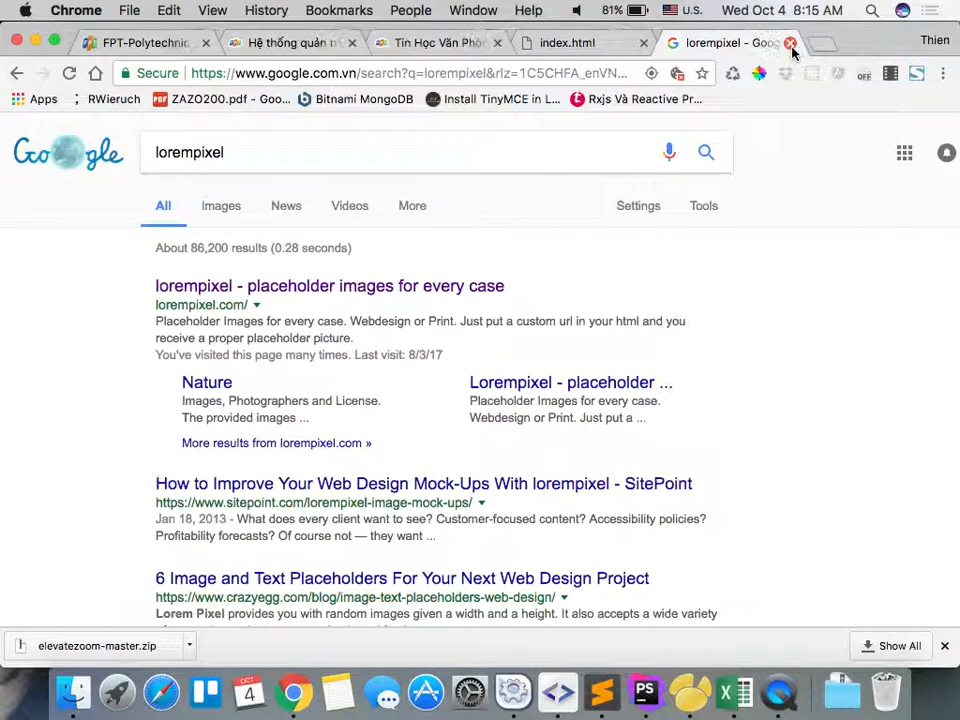 Chrome File Edit View History Bookmarks People Window Help 81% U.S. Wed Oct 4 8:15 AM
FPT-Polytechnic Hệ thống quản Tin Học Văn Phò index.html lorempixel - Goo Thien
Secure https://www.google.com.vn/search?q=lorempixel&rlz=1C5CHFA_enVN...
Apps RWieruch ZAZO200.pdf - Goo... Bitnami MongoDB Install TinyMCE in L... Rxjs Và Reactive Pr...
Google lorempixel
All Images News Videos More Settings Tools
About 86,200 results (0.28 seconds)
lorempixel - placeholder images for every case
lorempixel.com/
Placeholder Images for every case. Webdesign or Print. Just put a custom url in your html and you
receive a proper placeholder picture.
You've visited this page many times. Last visit: 8/3/17
Nature Lorempixel - placeholder ...
Images, Photographers and License. Placeholder Images for every case.
The provided images ... Webdesign or Print. Just put a ...
More results from lorempixel.com »
How to Improve Your Web Design Mock-Ups With lorempixel - SitePoint
https://www.sitepoint.com/lorempixel-image-mock-ups/
Jan 18, 2013 - What does every client want to see? Customer-focused content? Accessibility policies?
Profitability forecasts? Of course not — they want ...
6 Image and Text Placeholders For Your Next Web Design Project
https://www.crazyegg.com/blog/image-text-placeholders-web-design/
Lorem Pixel provides you with random images given a width and a height. It also accepts a wide variety
elevatezoom-master.zip Show All
OCT 4 PS